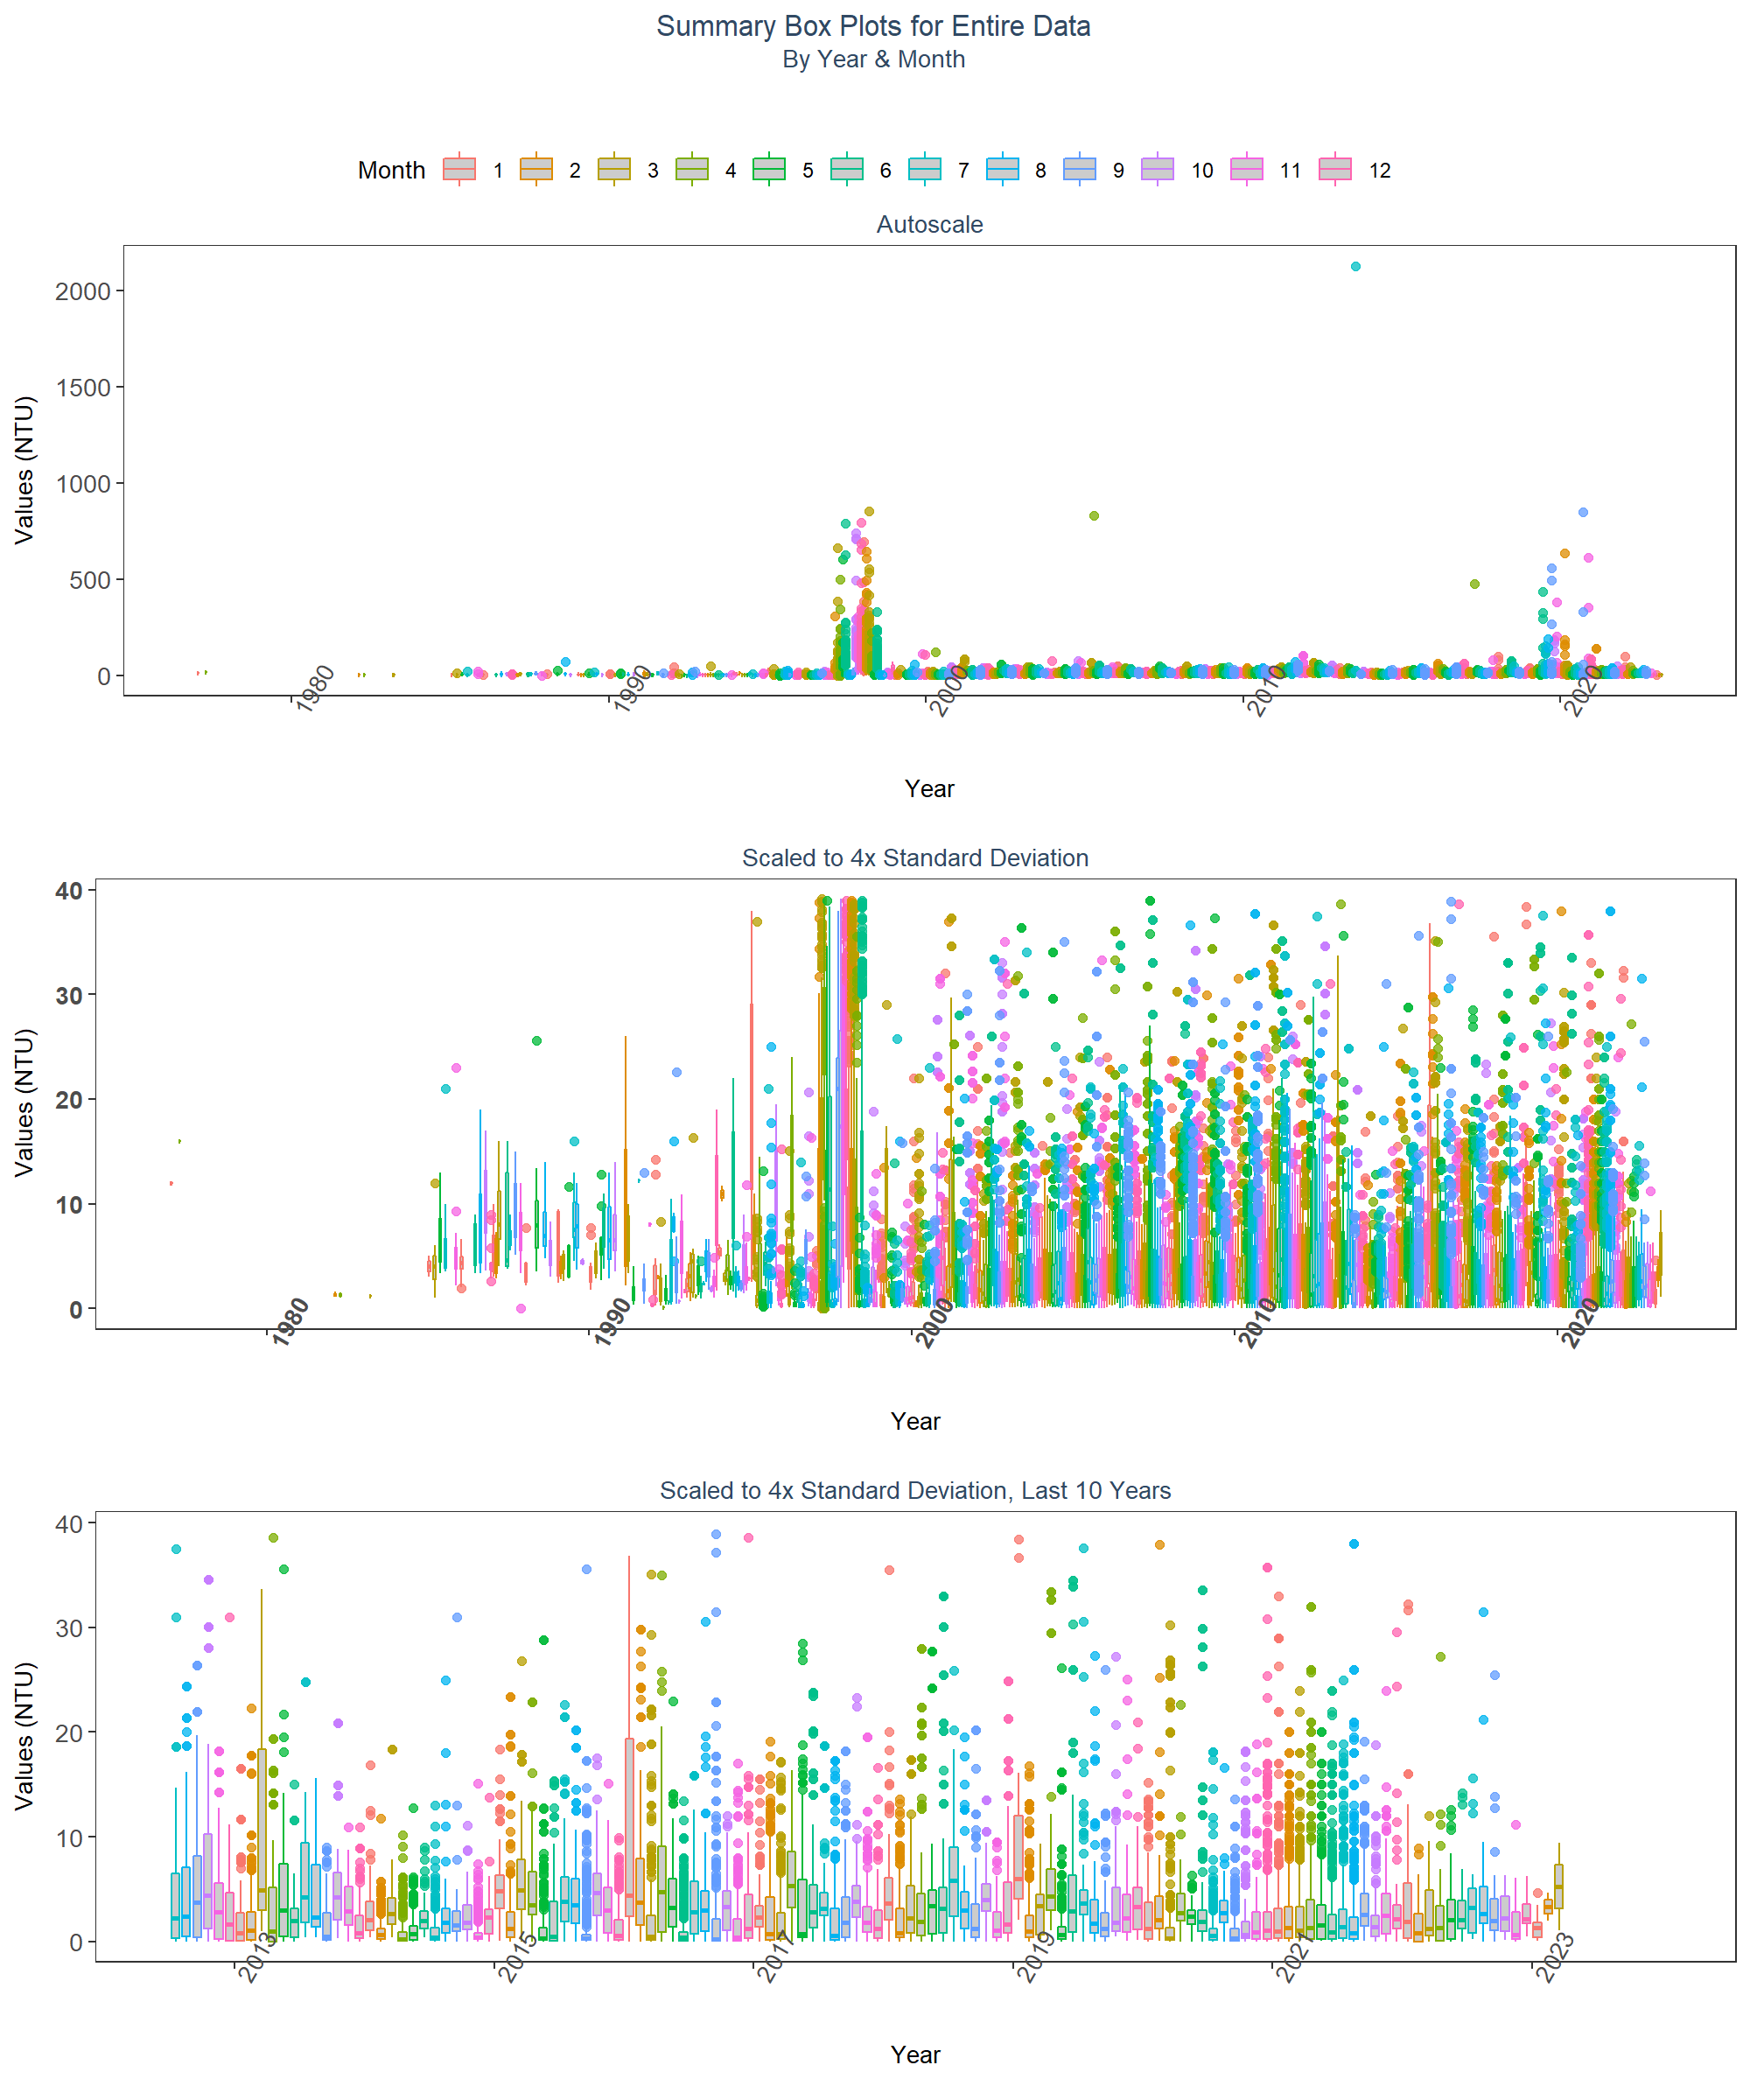 Summary Box Plots for Entire Data
By Year & Month
Month 1 2 3 4 5 6 7 8 9 10 11 12
Autoscale
Values (NTU)
2000
1500
1000
500
0
1980 1990 2000 2010 2020
Year
Scaled to 4x Standard Deviation
Values (NTU)
40
30
20
10
0
1980 1990 2000 2010 2020
Year
Scaled to 4x Standard Deviation, Last 10 Years
Values (NTU)
40
30
20
10
0
2013 2015 2017 2019 2021 2023
Year